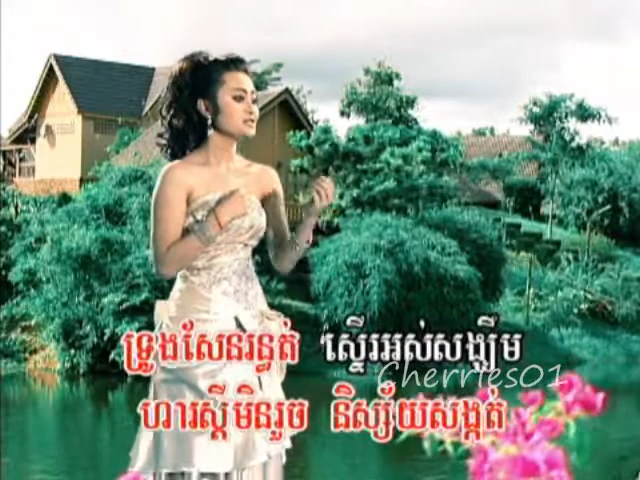 ទ្រូងសែនរន្ធត់ ស្ទើរអស់សង្ឃឹម
ហារស្ដីមិនរួច និស្ស័យសង្កត់
Cherries01